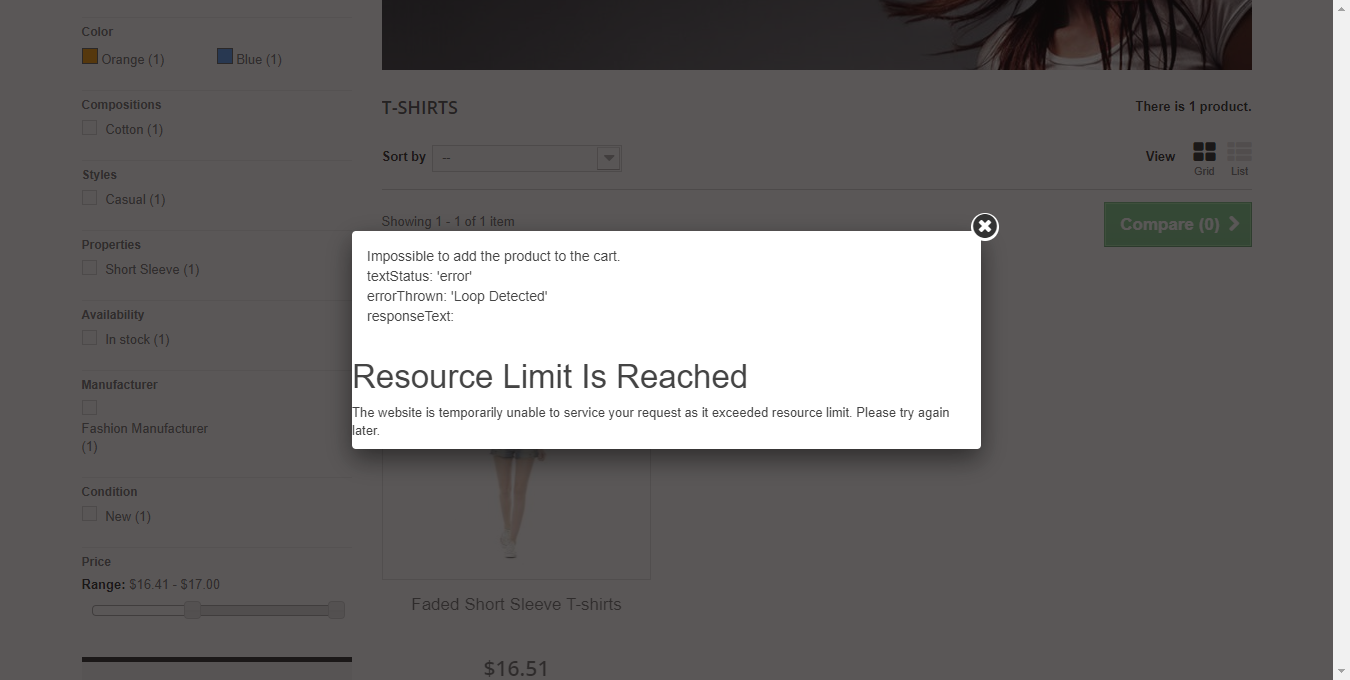 Color
Orange (1)
Blue (1)
Compositions
Cotton (1)
Styles
Casual (1)
Properties
Short Sleeve (1)
Availability
In stock (1)
Manufacturer
Fashion Manufacturer
(1)
Condition
New (1)
Price
Range: $16.41 - $17.00
T-SHIRTS
There is 1 product.
Sort by
--
View
Grid
List
Showing 1 - 1 of 1 item
Compare (0)
Impossible to add the product to the cart.
textStatus: 'error'
errorThrown: 'Loop Detected'
responseText:
Resource Limit Is Reached
The website is temporarily unable to service your request as it exceeded resource limit. Please try again
later.
Faded Short Sleeve T-shirts
$16.51